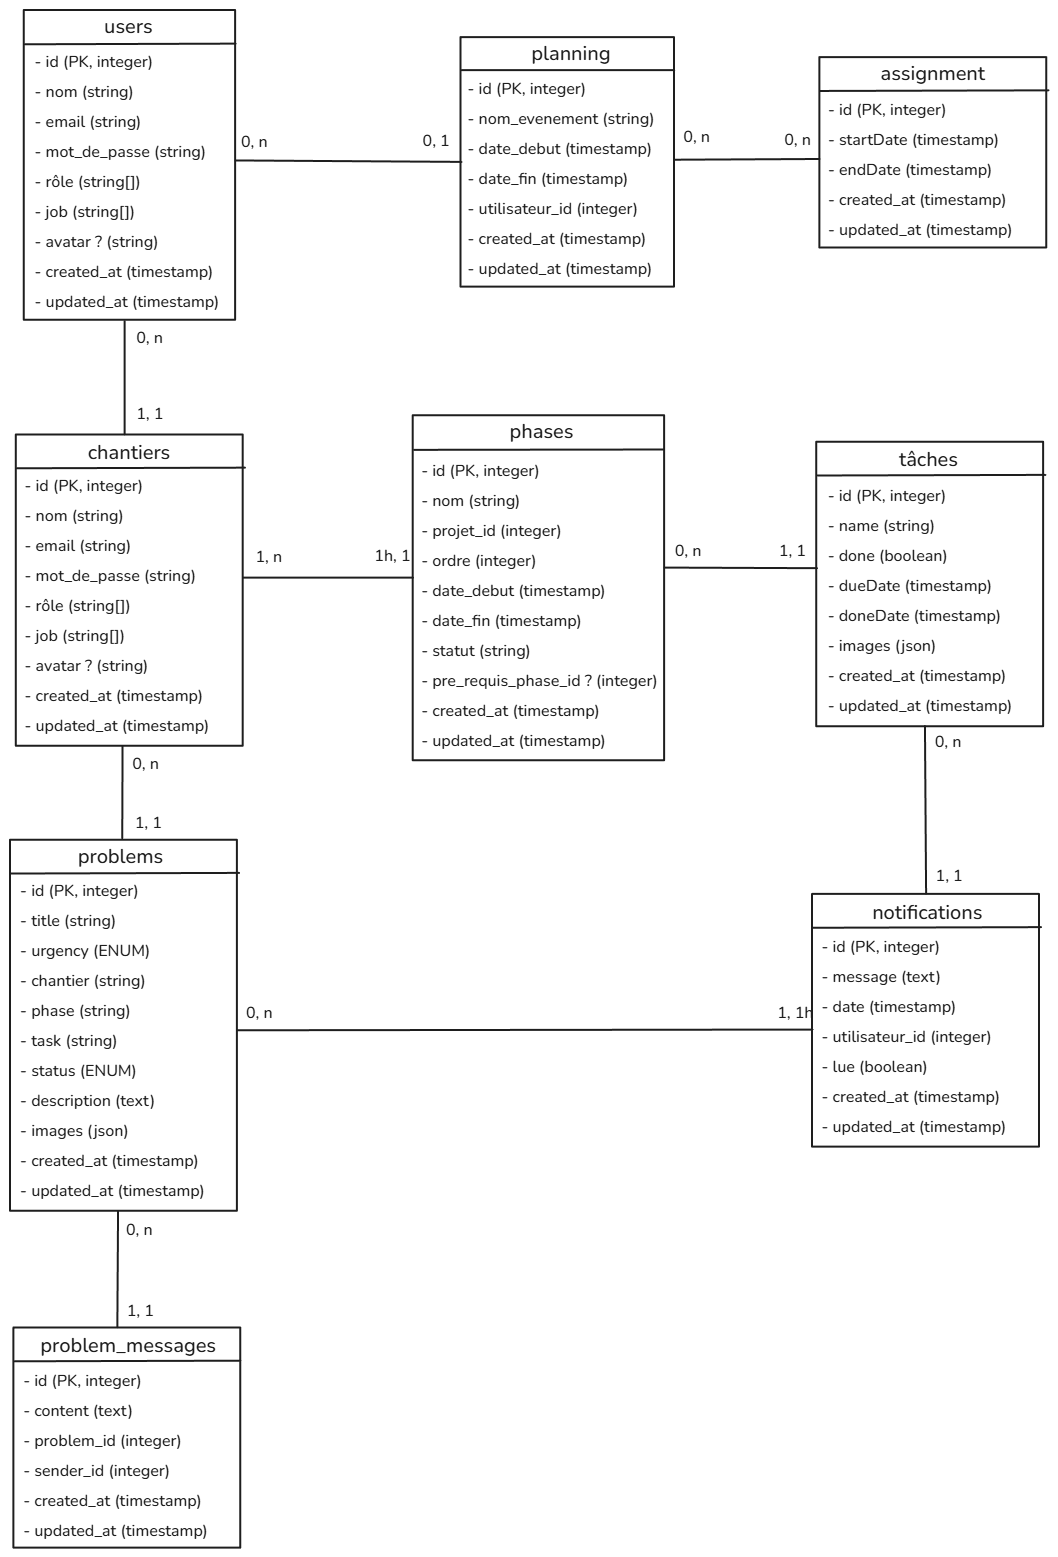 users
- id (PK, integer)
- nom (string)
- email (string)
- mot_de_passe (string)
- rôle (string[])
- job (string[])
- avatar ? (string)
- created_at (timestamp)
- updated_at (timestamp)
0, n
0, 1
planning
- id (PK, integer)
- nom_evenement (string)
- date_debut (timestamp)
- date_fin (timestamp)
- utilisateur_id (integer)
- created_at (timestamp)
- updated_at (timestamp)
0, n
0, n
assignment
- id (PK, integer)
- startDate (timestamp)
- endDate (timestamp)
- created_at (timestamp)
- updated_at (timestamp)
0, n
1, 1
chantiers
- id (PK, integer)
- nom (string)
- email (string)
- mot_de_passe (string)
- rôle (string[])
- job (string[])
- avatar ? (string)
- created_at (timestamp)
- updated_at (timestamp)
1, n
1h, 1
phases
- id (PK, integer)
- nom (string)
- projet_id (integer)
- ordre (integer)
- date_debut (timestamp)
- date_fin (timestamp)
- statut (string)
- pre_requis_phase_id ? (integer)
- created_at (timestamp)
- updated_at (timestamp)
0, n
1, 1
tâches
- id (PK, integer)
- name (string)
- done (boolean)
- dueDate (timestamp)
- doneDate (timestamp)
- images (json)
- created_at (timestamp)
- updated_at (timestamp)
0, n
1, 1
0, n
1, 1
problems
- id (PK, integer)
- title (string)
- urgency (ENUM)
- chantier (string)
- phase (string)
- task (string)
- status (ENUM)
- description (text)
- images (json)
- created_at (timestamp)
- updated_at (timestamp)
0, n
1, 1h
notifications
- id (PK, integer)
- message (text)
- date (timestamp)
- utilisateur_id (integer)
- lue (boolean)
- created_at (timestamp)
- updated_at (timestamp)
0, n
1, 1
problem_messages
- id (PK, integer)
- content (text)
- problem_id (integer)
- sender_id (integer)
- created_at (timestamp)
- updated_at (timestamp)